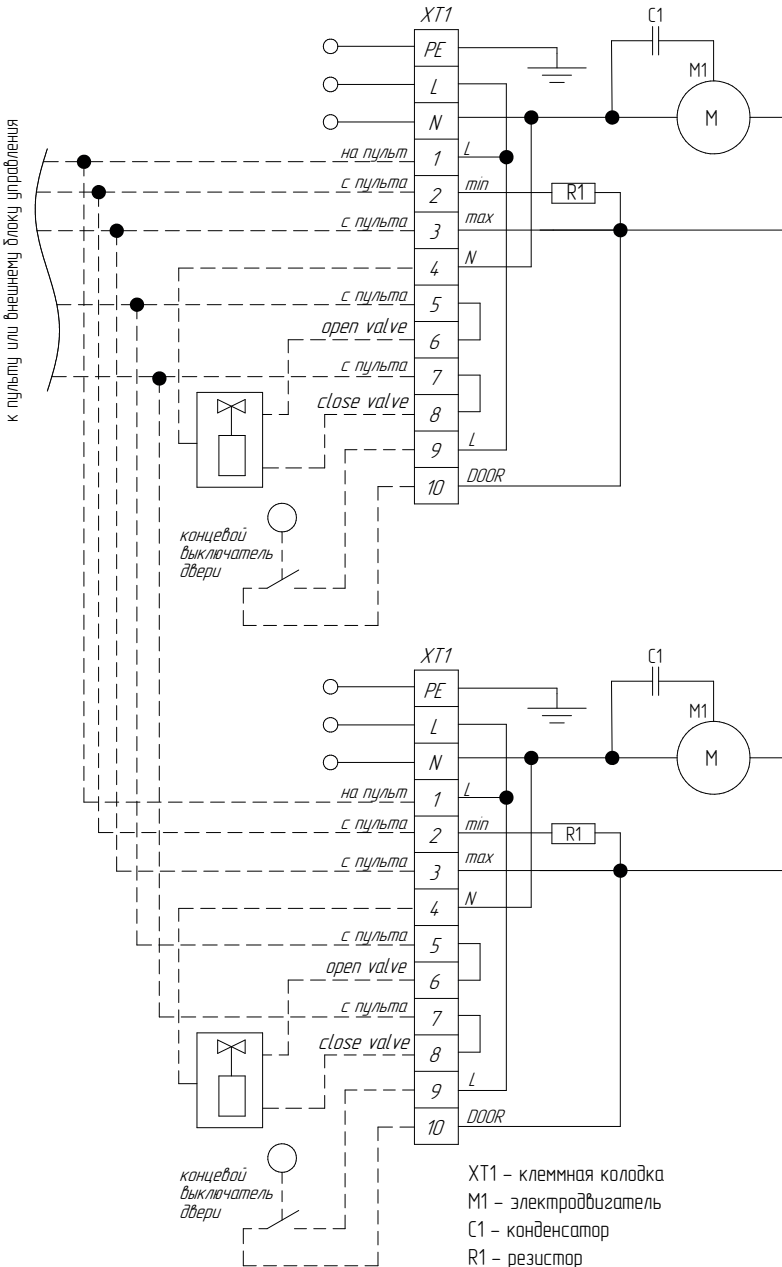 к пульту или внешнему блоку управления
XT1
C1
M1
PE
L
N
M
на пульт 1 L
с пульта 2 min R1
с пульта 3 max
4 N
с пульта 5
open valve 6
с пульта 7
close valve 8
9 L
10 DOOR
концевой
выключатель
двери
XT1
C1
M1
PE
L
N
M
на пульт 1 L
с пульта 2 min R1
с пульта 3 max
4 N
с пульта 5
open valve 6
с пульта 7
close valve 8
9 L
10 DOOR
концевой
выключатель
двери
XT1 – клеммная колодка
M1 – электродвигатель
C1 – конденсатор
R1 – резистор